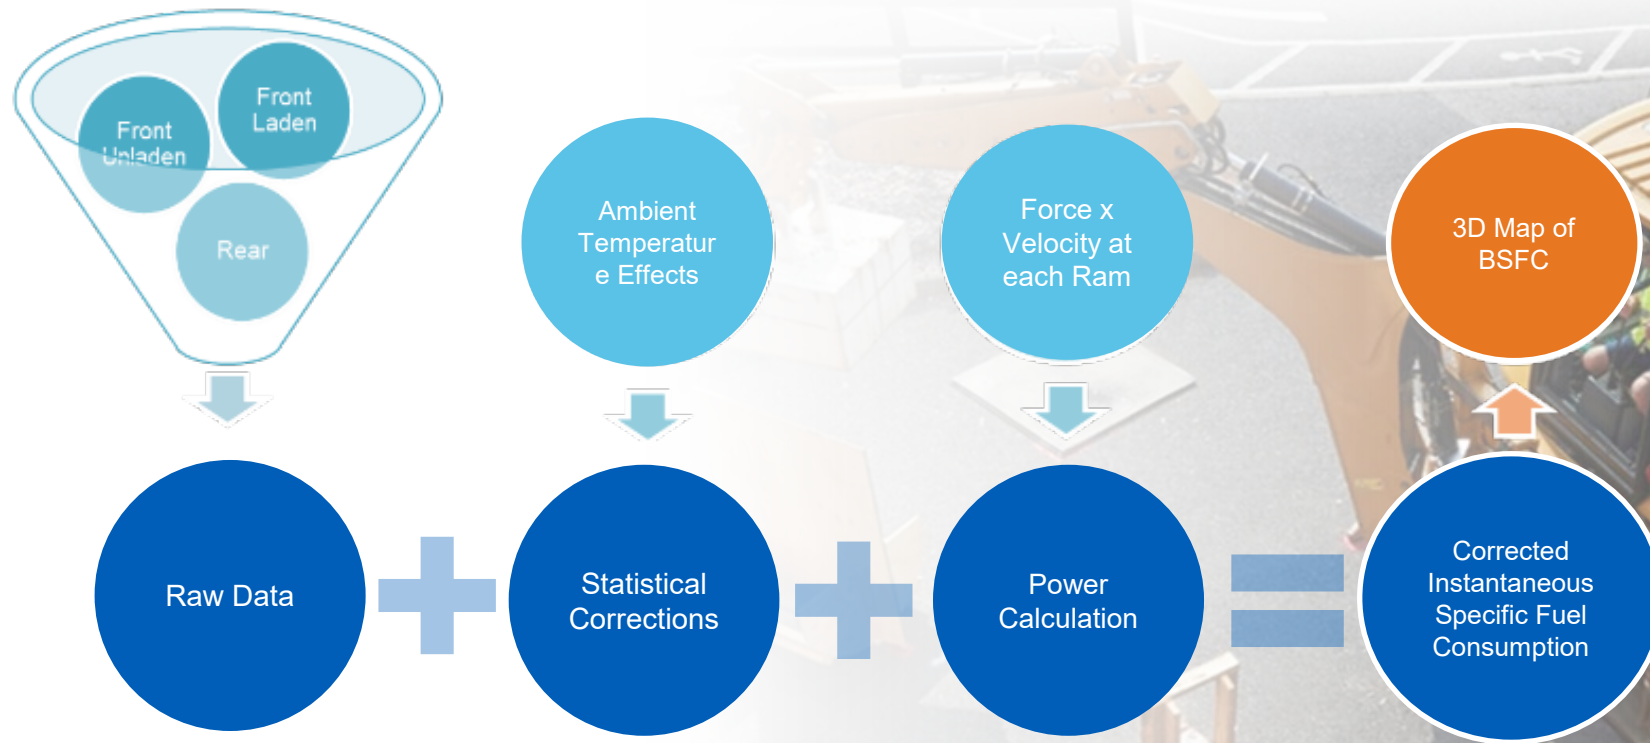 Front
Unladen
Front
Laden
Rear
Ambient
Temperatur
e Effects
Force x
Velocity at
each Ram
3D Map of
BSFC
Raw Data
Statistical
Corrections
Power
Calculation
Corrected
Instantaneous
Specific Fuel
Consumption